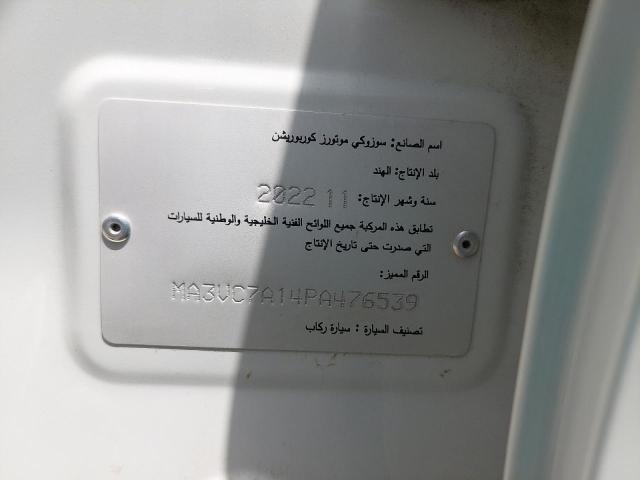 اسم الصانع: سوزوكي موتورز كوربوريشن
بلد الإنتاج: الهند
سنة وشهر الإنتاج: 2022 11
تطابق هذه المركبة جميع اللوائح الفنية الخليجية والوطنية للسيارات
التي صدرت حتى تاريخ الإنتاج
الرقم المميز:
MA3VC7A14PA476539
تصنيف السيارة : سيارة ركاب